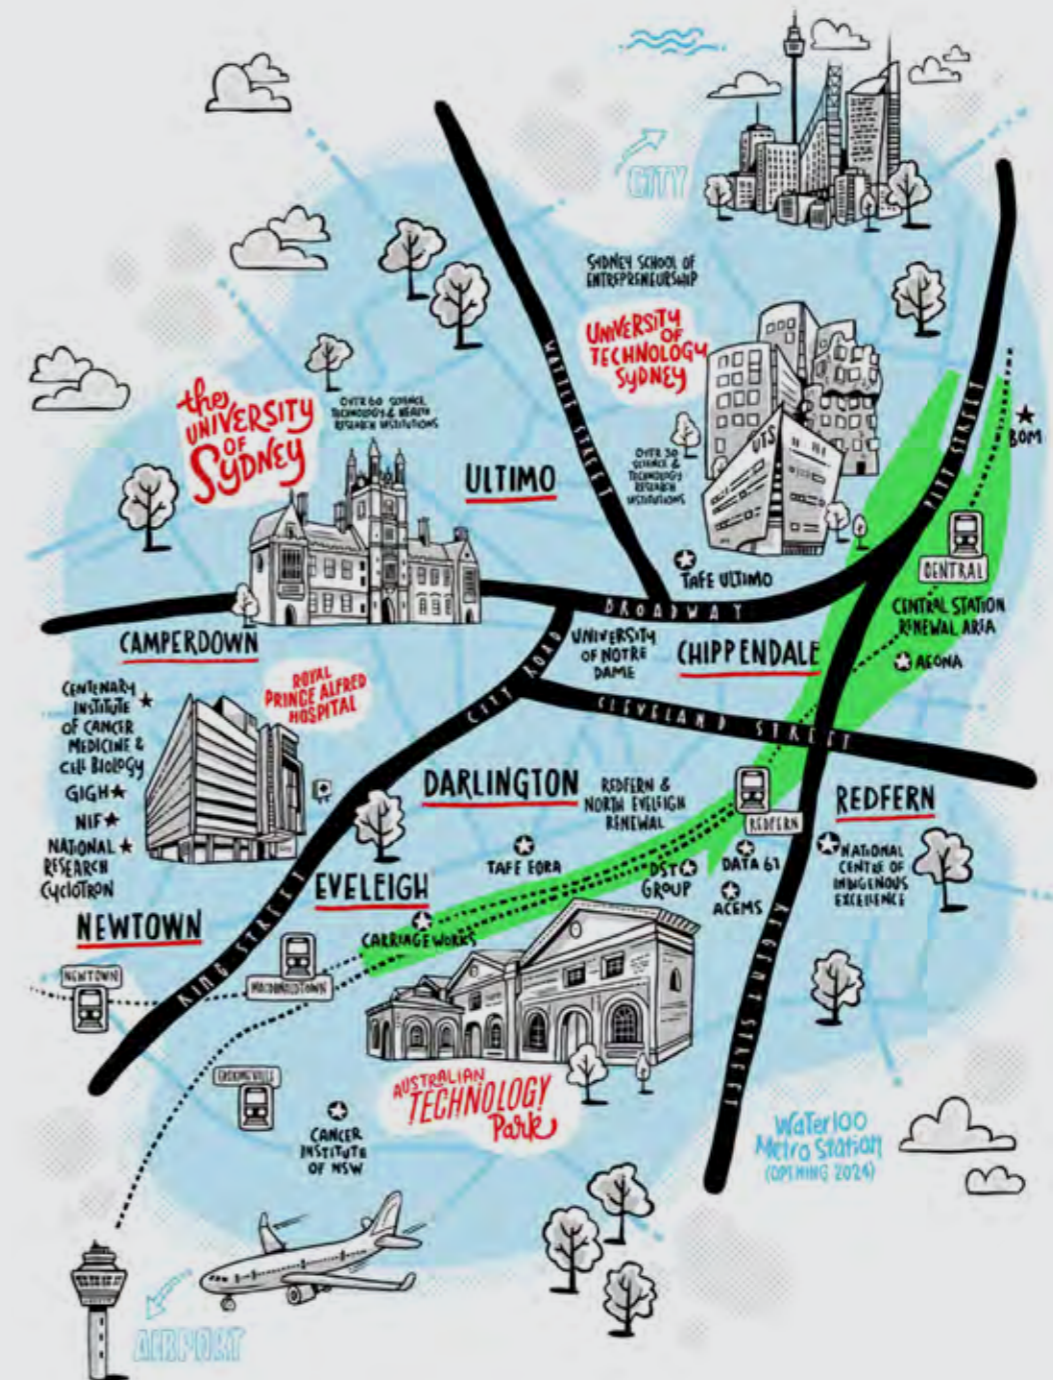 CITY
SYDNEY SCHOOL OF
ENTREPRENEURSHIP
UNIVERSITY
OF
TECHNOLOGY
SYDNEY
WATTLE STREET
the
UNIVERSITY
OF
SYDNEY
OVER 60 SCIENCE
TECHNOLOGY & HEALTH
RESEARCH INSTITUTIONS
ULTIMO
OVER 30
SCIENCE &
TECHNOLOGY
RESEARCH
INSTITUTIONS
UTS
PITT STREET
BOM
TAFE ULTIMO
CENTRAL
BROADWAY
CENTRAL STATION
RENEWAL AREA
CAMPERDOWN
UNIVERSITY
OF NOTRE
DAME
CHIPPENDALE
CITY ROAD
ROYAL
PRINCE ALFRED
HOSPITAL
CENTENARY
INSTITUTE
OF CANCER
MEDICINE &
CELL BIOLOGY
GIGH
NIF
NATIONAL
RESEARCH
CYCLOTRON
CLEVELAND STREET
DARLINGTON
REDFERN &
NORTH EVELEIGH
RENEWAL
REDFERN
REDFERN
TAFE EORA
DST
GROUP
DATA 61
ACEMS
NATIONAL
CENTRE OF
INDIGENOUS
EXCELLENCE
EVELEIGH
NEWTOWN
CARRIAGEWORKS
KING STREET
NEWTOWN
MACDONALDTOWN
REGENT STREET
ERSKINEVILLE
CANCER
INSTITUTE
OF NSW
AUSTRALIAN
TECHNOLOGY
Park
Waterloo
Metro Station
(OPENING 2024)
AIRPORT